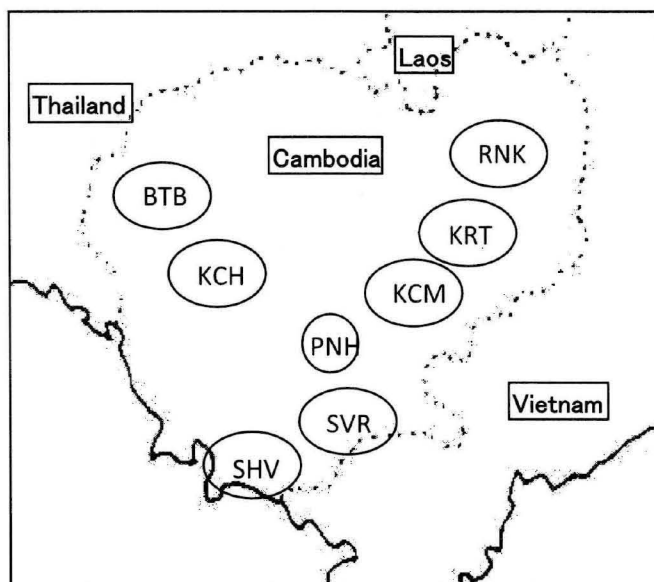 Laos
Thailand
Cambodia
RNK
BTB
KRT
KCH
KCM
PNH
Vietnam
SVR
SHV